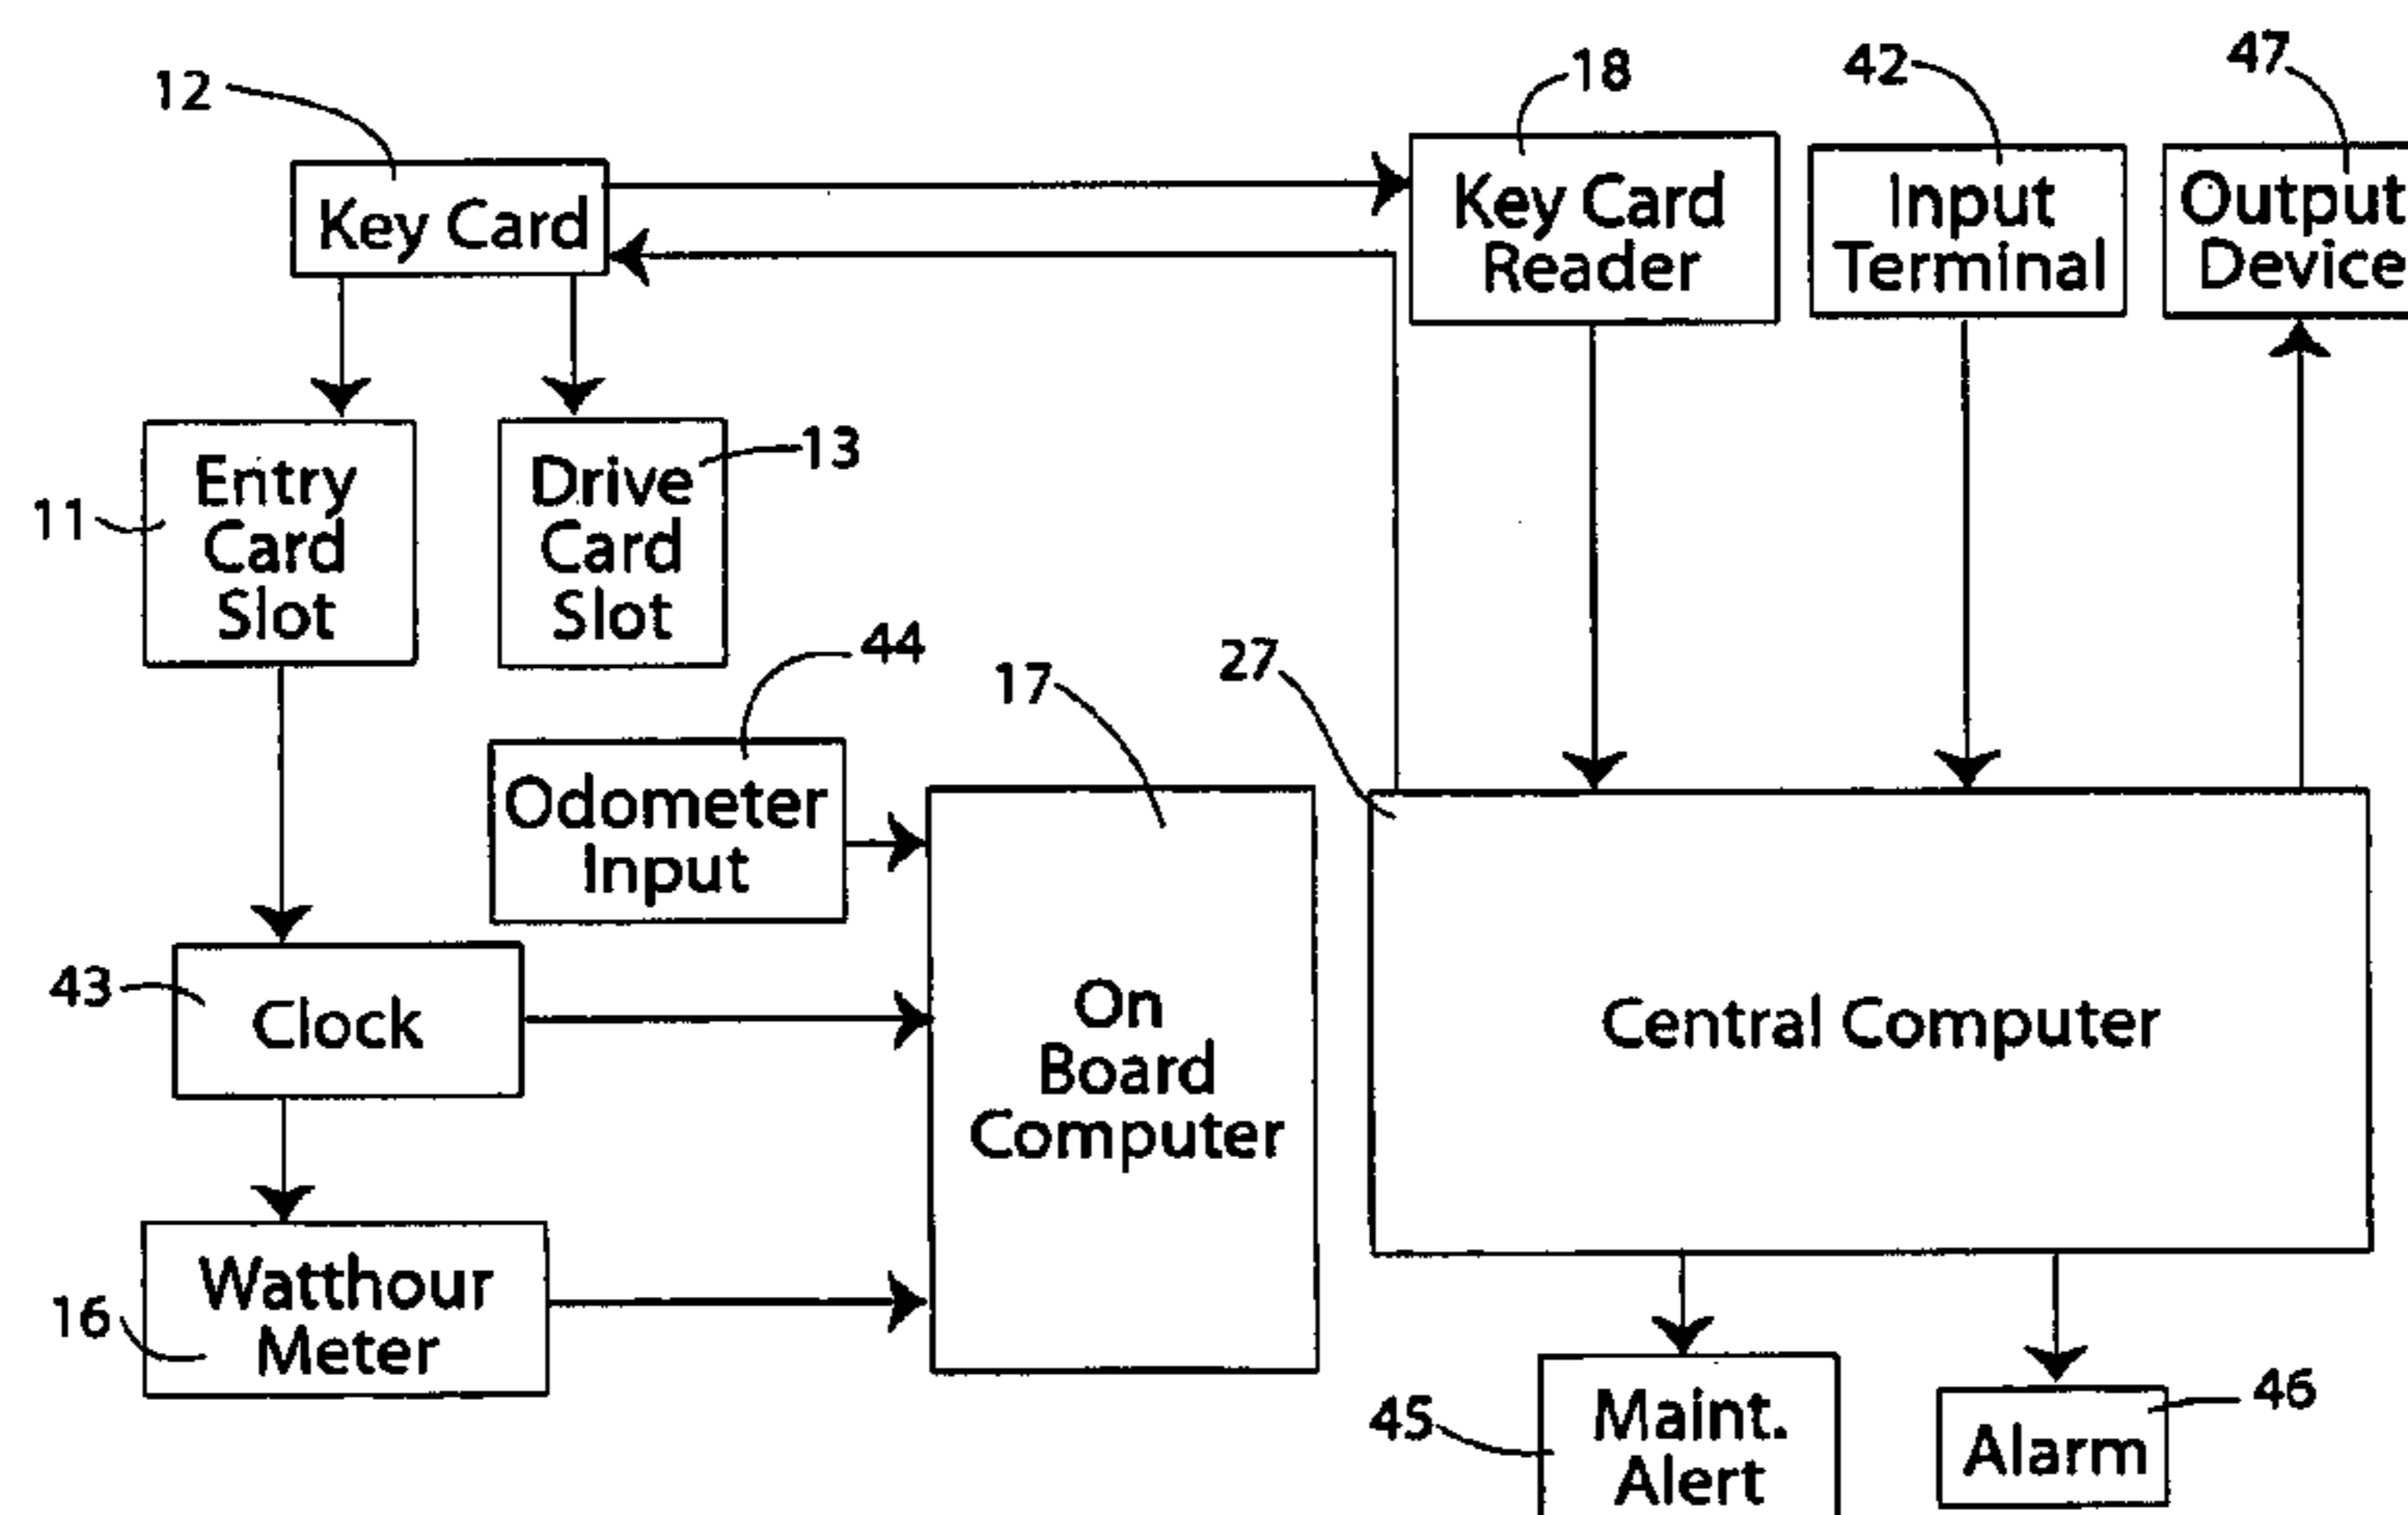 12
18
42
47
Key Card
Key Card
Reader
Input
Terminal
Output
Device
11
Entry
Card
Slot
Drive
Card
Slot
13
44
17
27
Odometer
Input
43
Clock
On
Board
Computer
Central Computer
16
Watthour
Meter
45
Maint.
Alert
Alarm
46